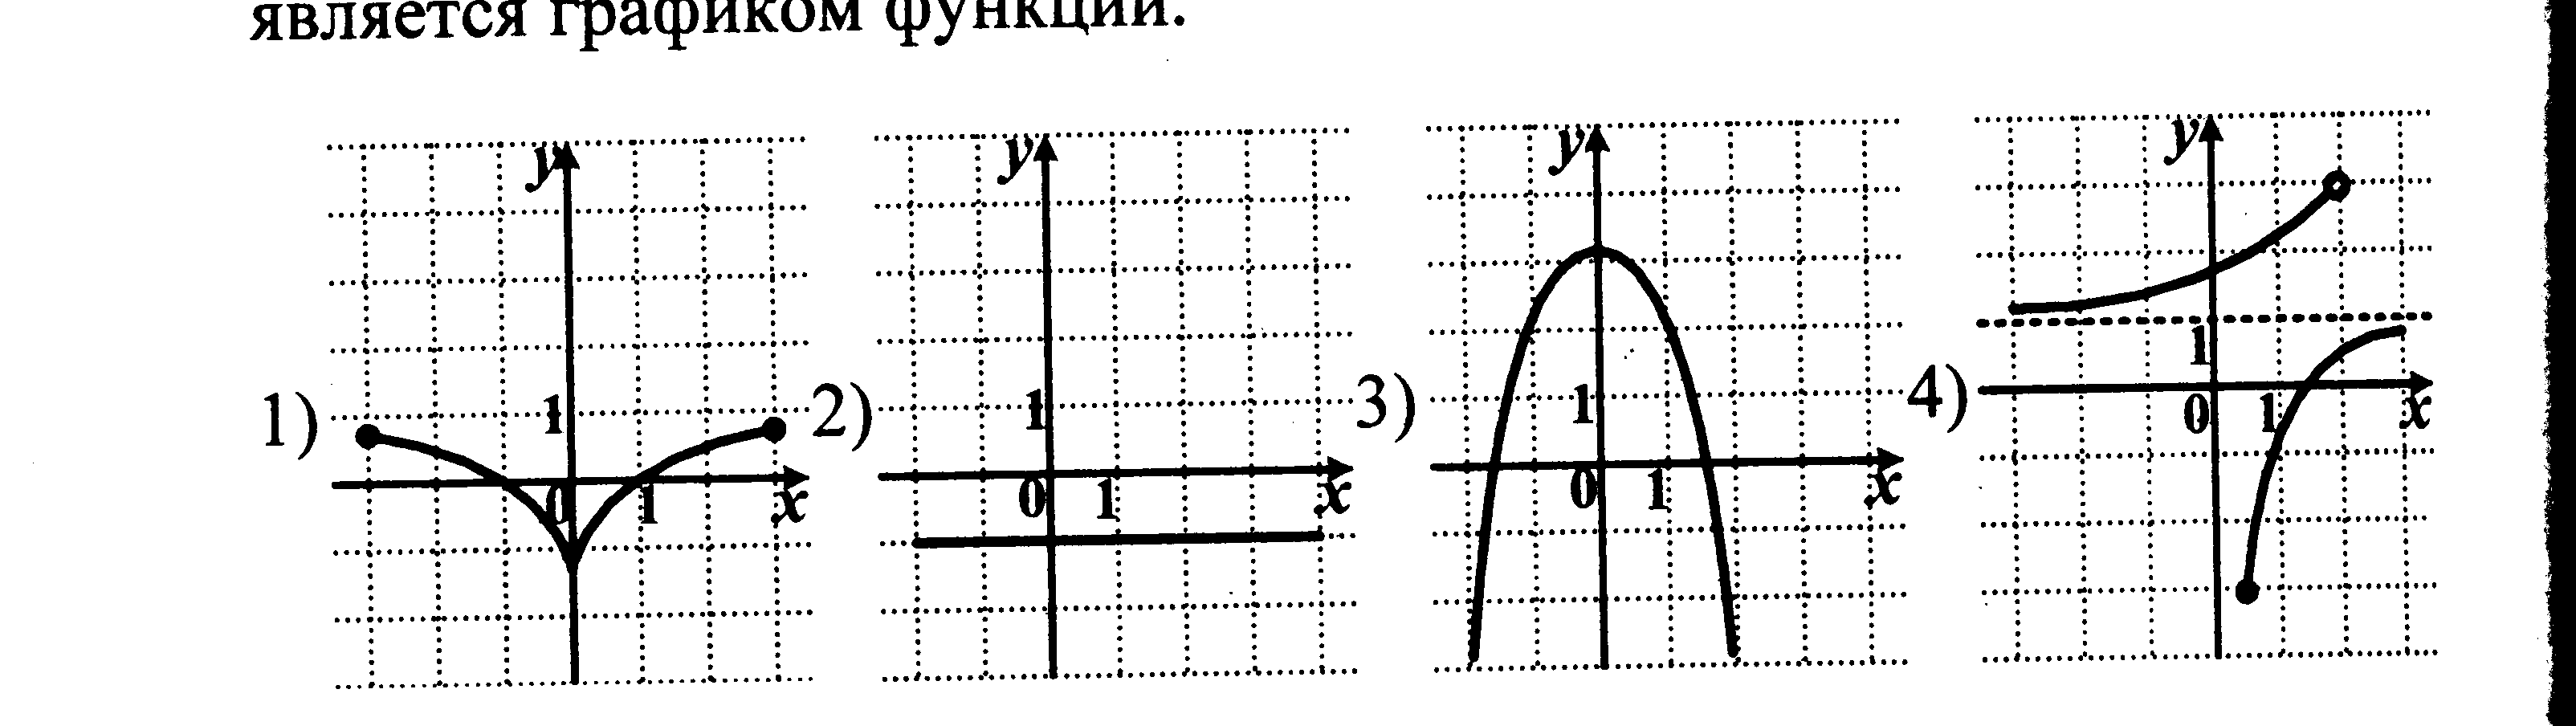 является графиком функции.
1) y 1 0 1 x
2) y 1 0 1 x
3) y 1 0 1 x
4) y 1 0 1 x